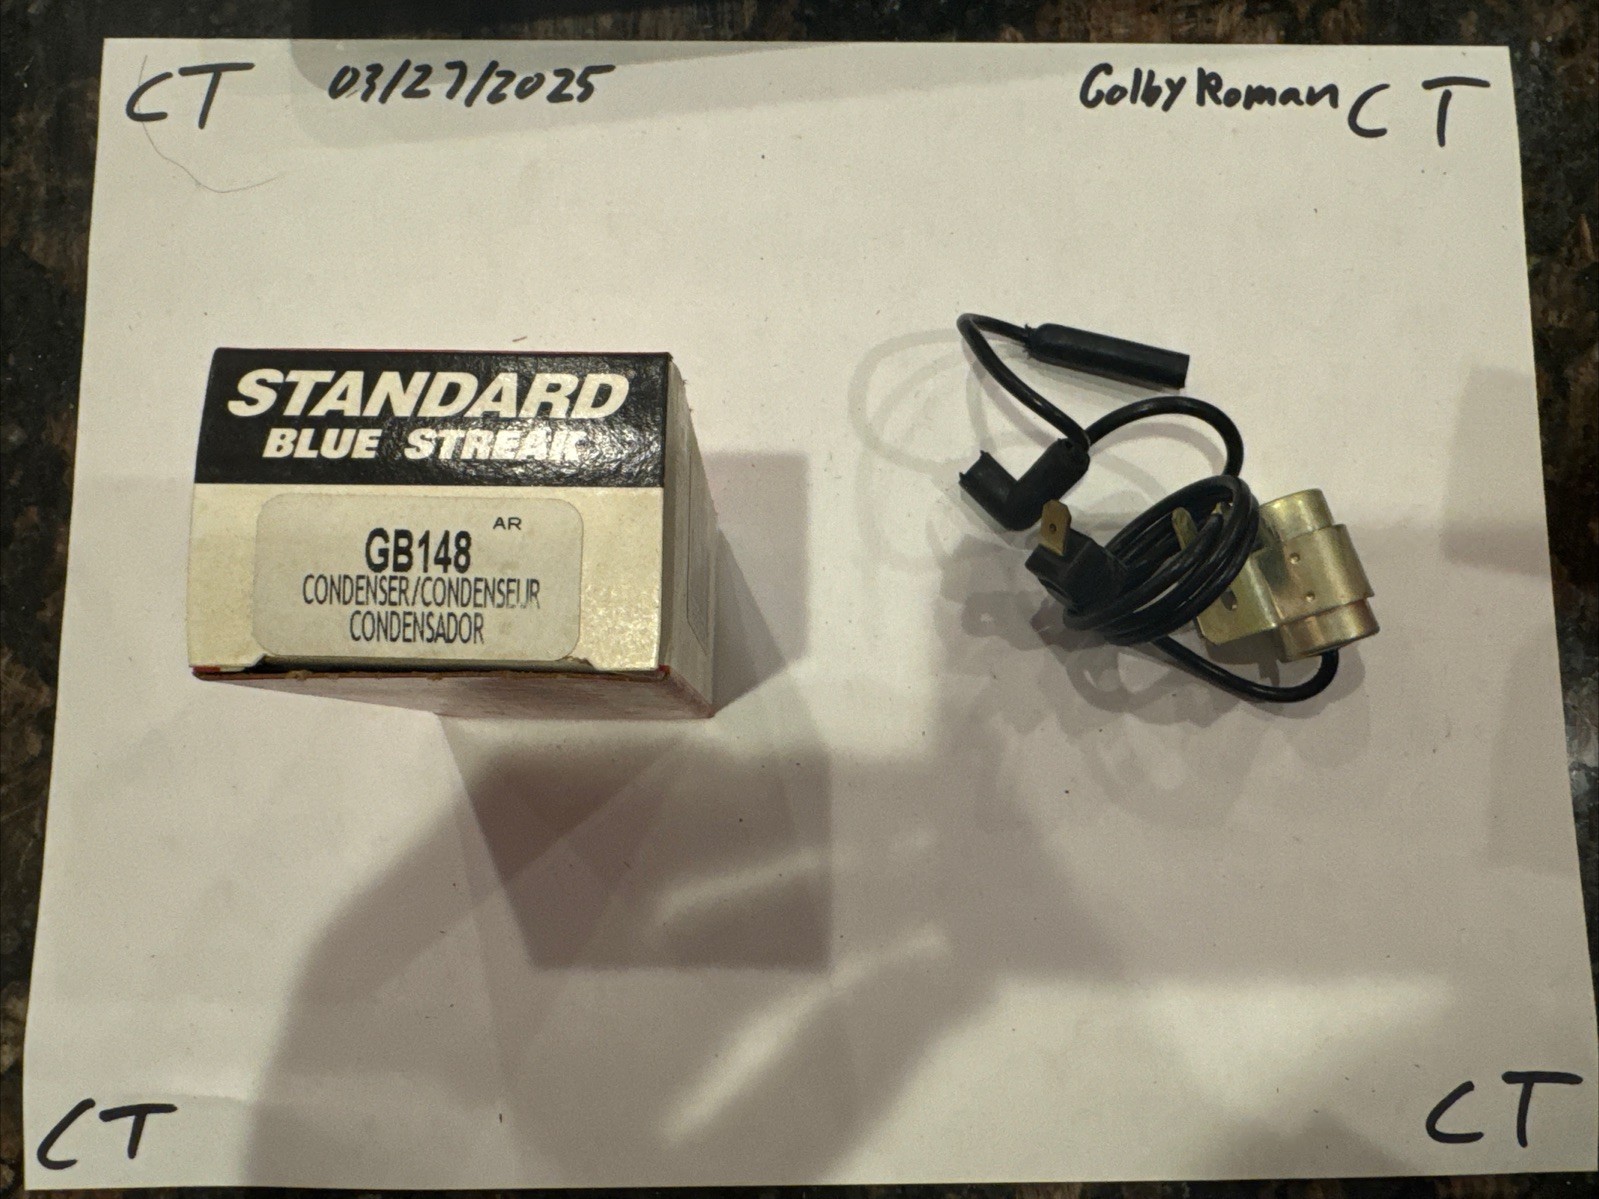 CT 03/27/2025 Colby Roman CT
STANDARD
BLUE STREAK
AR
GB148
CONDENSER/CONDENSEUR
CONDENSADOR
CT CT